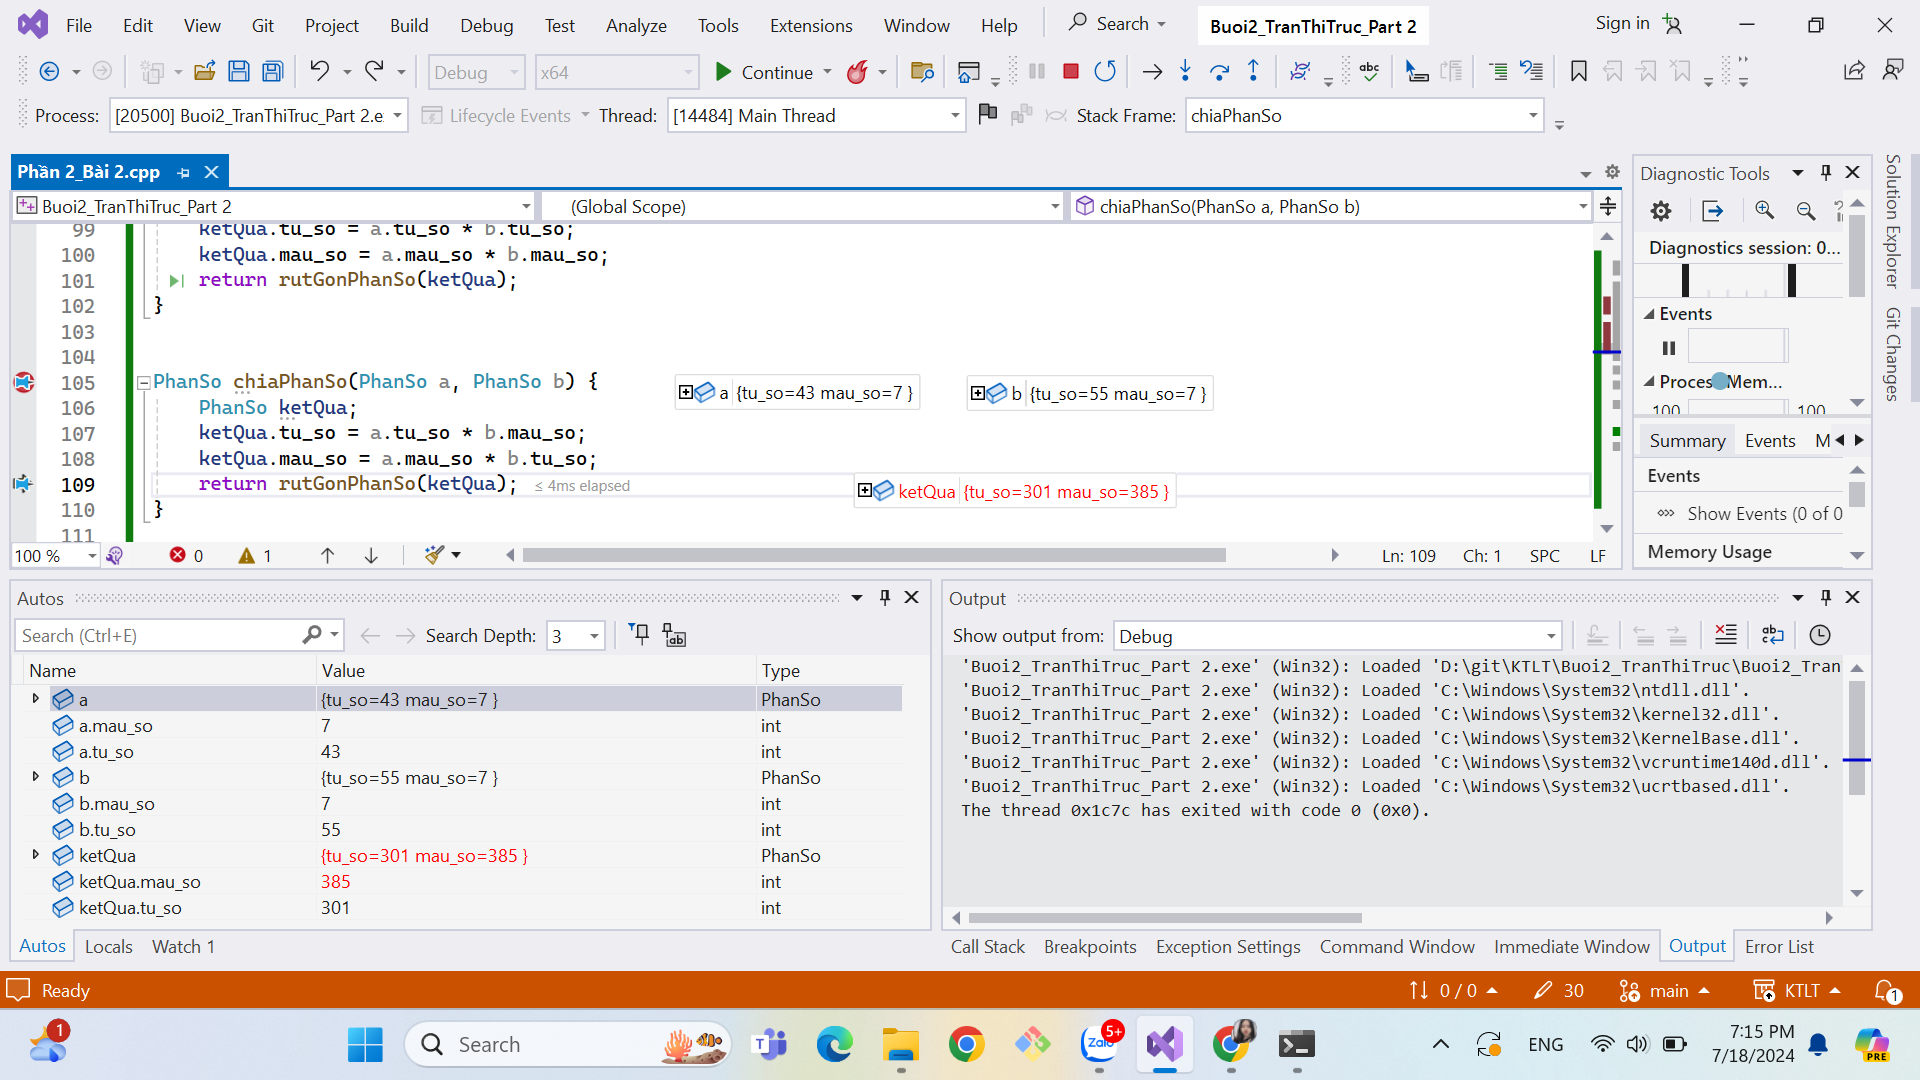 File Edit View Git Project Build Debug Test Analyze Tools Extensions Window Help Search Buoi2_TranThiTruc_Part 2 Sign in
Debug x64 Continue
Process: [20500] Buoi2_TranThiTruc_Part 2.e Lifecycle Events Thread: [14484] Main Thread Stack Frame: chiaPhanSo
Phần 2_Bài 2.cpp
Buoi2_TranThiTruc_Part 2 (Global Scope) chiaPhanSo(PhanSo a, PhanSo b)
99 ketQua.tu_so = a.tu_so * b.tu_so;
100 ketQua.mau_so = a.mau_so * b.mau_so;
101 return rutGonPhanSo(ketQua);
102 }
103
104
105 PhanSo chiaPhanSo(PhanSo a, PhanSo b) { a {tu_so=43 mau_so=7 } b {tu_so=55 mau_so=7 }
106 PhanSo ketQua;
107 ketQua.tu_so = a.tu_so * b.mau_so;
108 ketQua.mau_so = a.mau_so * b.tu_so;
109 return rutGonPhanSo(ketQua); ≤ 4ms elapsed ketQua {tu_so=301 mau_so=385 }
110 }
111
100 % 0 1 Ln: 109 Ch: 1 SPC LF
Diagnostic Tools
Diagnostics session: 0...
Events
Process Mem...
100 100
Summary Events M
Events
Show Events (0 of 0
Memory Usage
Solution Explorer
Git Changes
Autos
Search (Ctrl+E) Search Depth: 3
Name Value Type
a {tu_so=43 mau_so=7 } PhanSo
a.mau_so 7 int
a.tu_so 43 int
b {tu_so=55 mau_so=7 } PhanSo
b.mau_so 7 int
b.tu_so 55 int
ketQua {tu_so=301 mau_so=385 } PhanSo
ketQua.mau_so 385 int
ketQua.tu_so 301 int
Autos Locals Watch 1
Output
Show output from: Debug
'Buoi2_TranThiTruc_Part 2.exe' (Win32): Loaded 'D:\git\KTLT\Buoi2_TranThiTruc\Buoi2_Tran
'Buoi2_TranThiTruc_Part 2.exe' (Win32): Loaded 'C:\Windows\System32\ntdll.dll'.
'Buoi2_TranThiTruc_Part 2.exe' (Win32): Loaded 'C:\Windows\System32\kernel32.dll'.
'Buoi2_TranThiTruc_Part 2.exe' (Win32): Loaded 'C:\Windows\System32\KernelBase.dll'.
'Buoi2_TranThiTruc_Part 2.exe' (Win32): Loaded 'C:\Windows\System32\vcruntime140d.dll'.
'Buoi2_TranThiTruc_Part 2.exe' (Win32): Loaded 'C:\Windows\System32\ucrtbased.dll'.
The thread 0x1c7c has exited with code 0 (0x0).
Call Stack Breakpoints Exception Settings Command Window Immediate Window Output Error List
Ready 0 / 0 30 main KTLT 1
1 Search Zalo 5+ ENG 7:15 PM PRE
7/18/2024